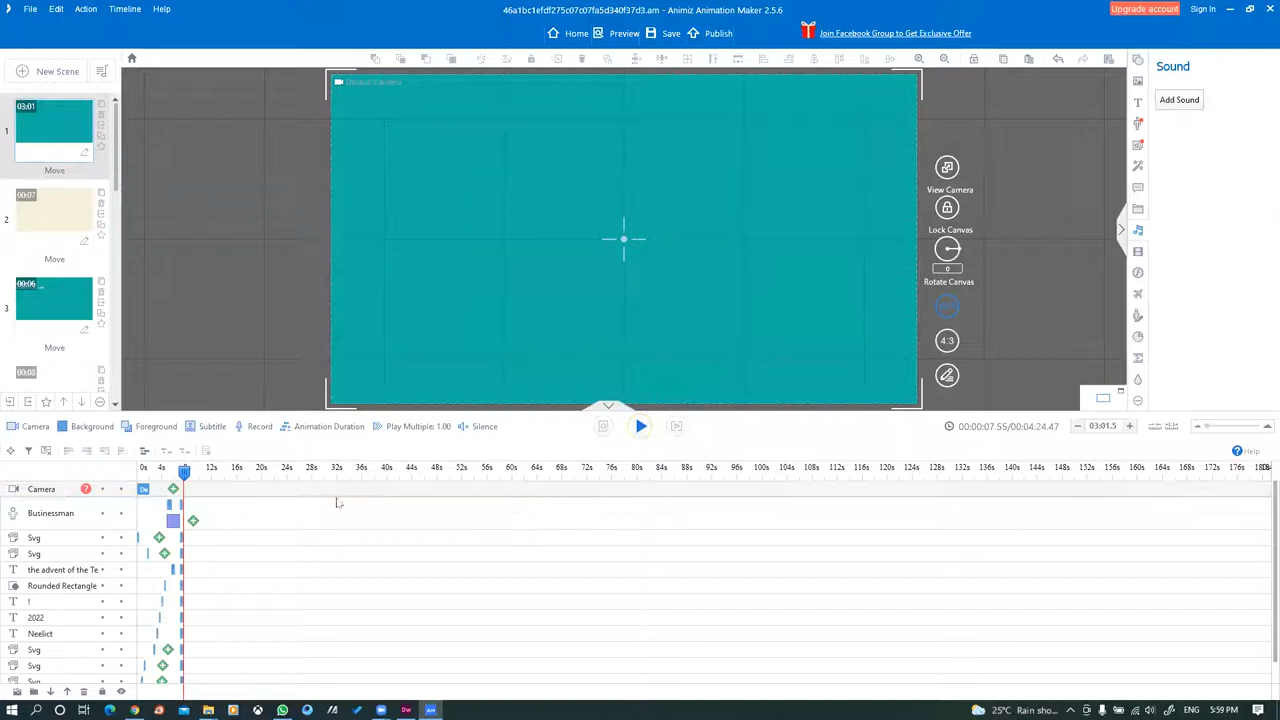 File Edit Action Timeline Help
46a1bc1efdf275c07c07fa5d340f37d3.am - Animiz Animation Maker 2.5.6
Upgrade account Sign In
Home Preview Save Publish
Join Facebook Group to Get Exclusive Offer
New Scene
Sound
Add Sound
1
03:01
Move
2
00:07
Move
3
00:06
Move
00:08
Default Camera
View Camera
Lock Canvas
0
Rotate Canvas
4:3
Camera Background Foreground Subtitle Record Animation Duration Play Multiple: 1.00 Silence
00:00:07.55/00:04:24.47
03:01.5
Help
0s 4s 12s 16s 20s 24s 28s 32s 36s 40s 44s 48s 52s 56s 60s 64s 68s 72s 76s 80s 84s 88s 92s 96s 100s 104s 108s 112s 116s 120s 124s 128s 132s 136s 140s 144s 148s 152s 156s 160s 164s 168s 172s 176s
Camera
De
Businessman
Svg
Svg
the advent of the Te
Rounded Rectangle
!
2022
Neelict
Svg
Svg
Svg
25°C Rain sho...
5:59 PM